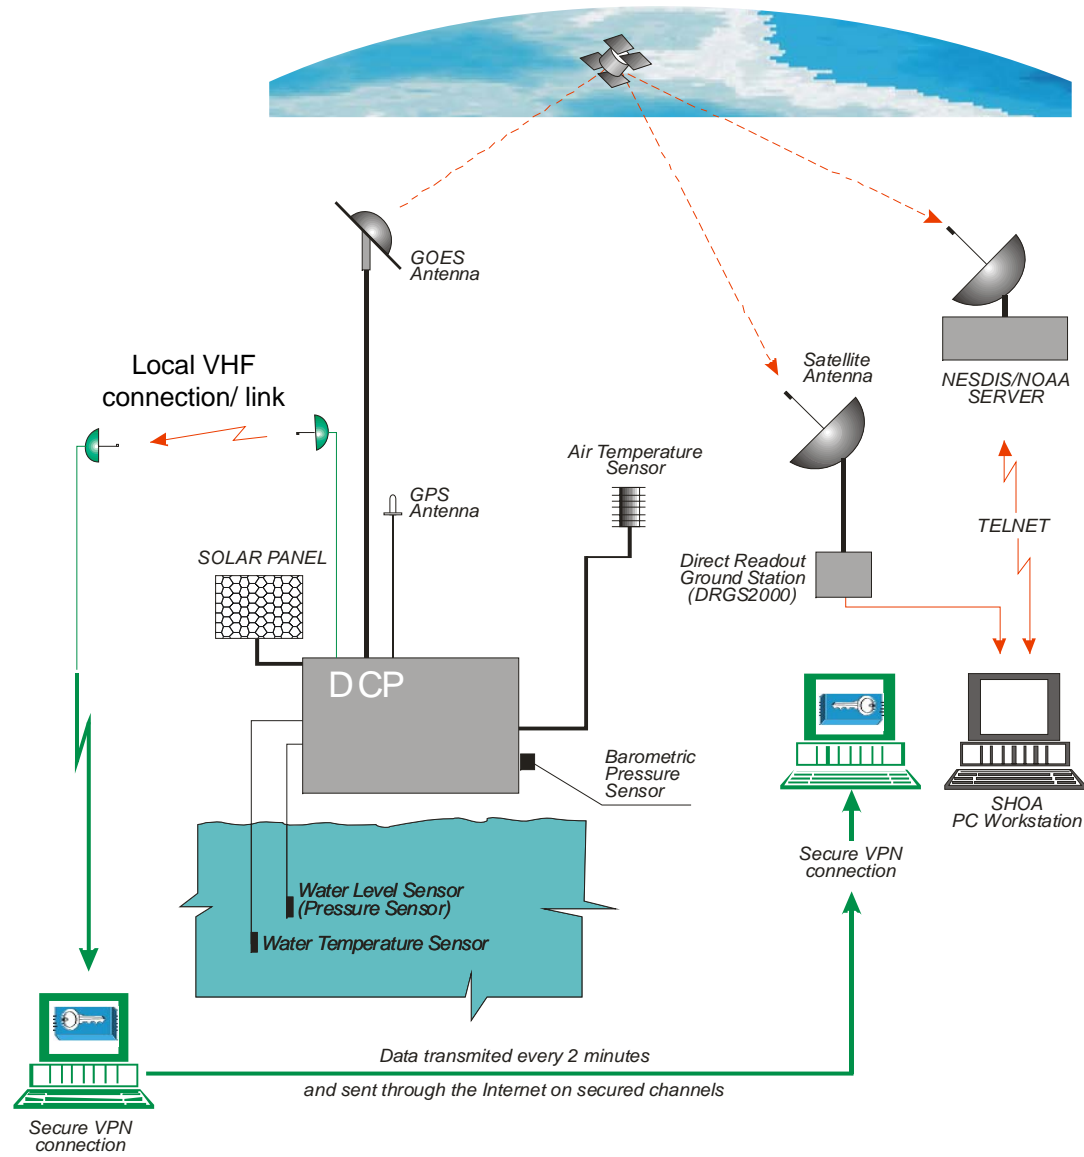 GOES
Antenna
Local VHF
connection/ link
Satellite
Antenna
NESDIS/NOAA
SERVER
Air Temperature
Sensor
GPS
Antenna
TELNET
SOLAR PANEL
Direct Readout
Ground Station
(DRGS2000)
DCP
Barometric
Pressure
Sensor
SHOA
PC Workstation
Secure VPN
connection
Water Level Sensor
(Pressure Sensor)
Water Temperature Sensor
Data transmited every 2 minutes
and sent through the Internet on secured channels
Secure VPN
connection